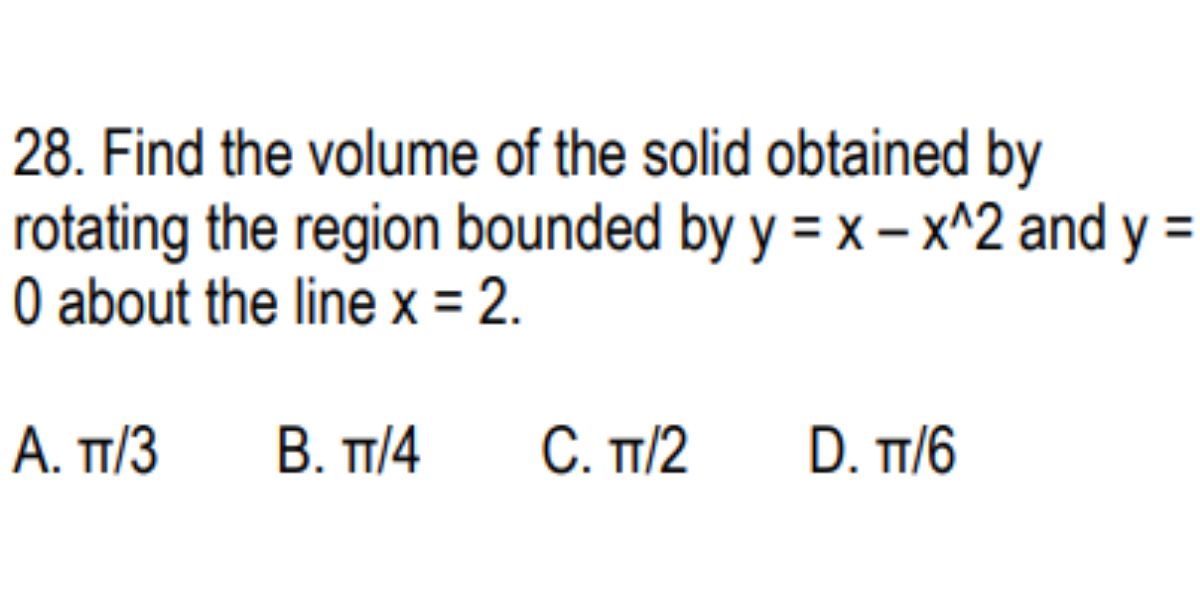 28. Find the volume of the solid obtained by
rotating the region bounded by y = x – x^2 and y =
0 about the line x = 2.
A. π/3 B. π/4 C. π/2 D. π/6